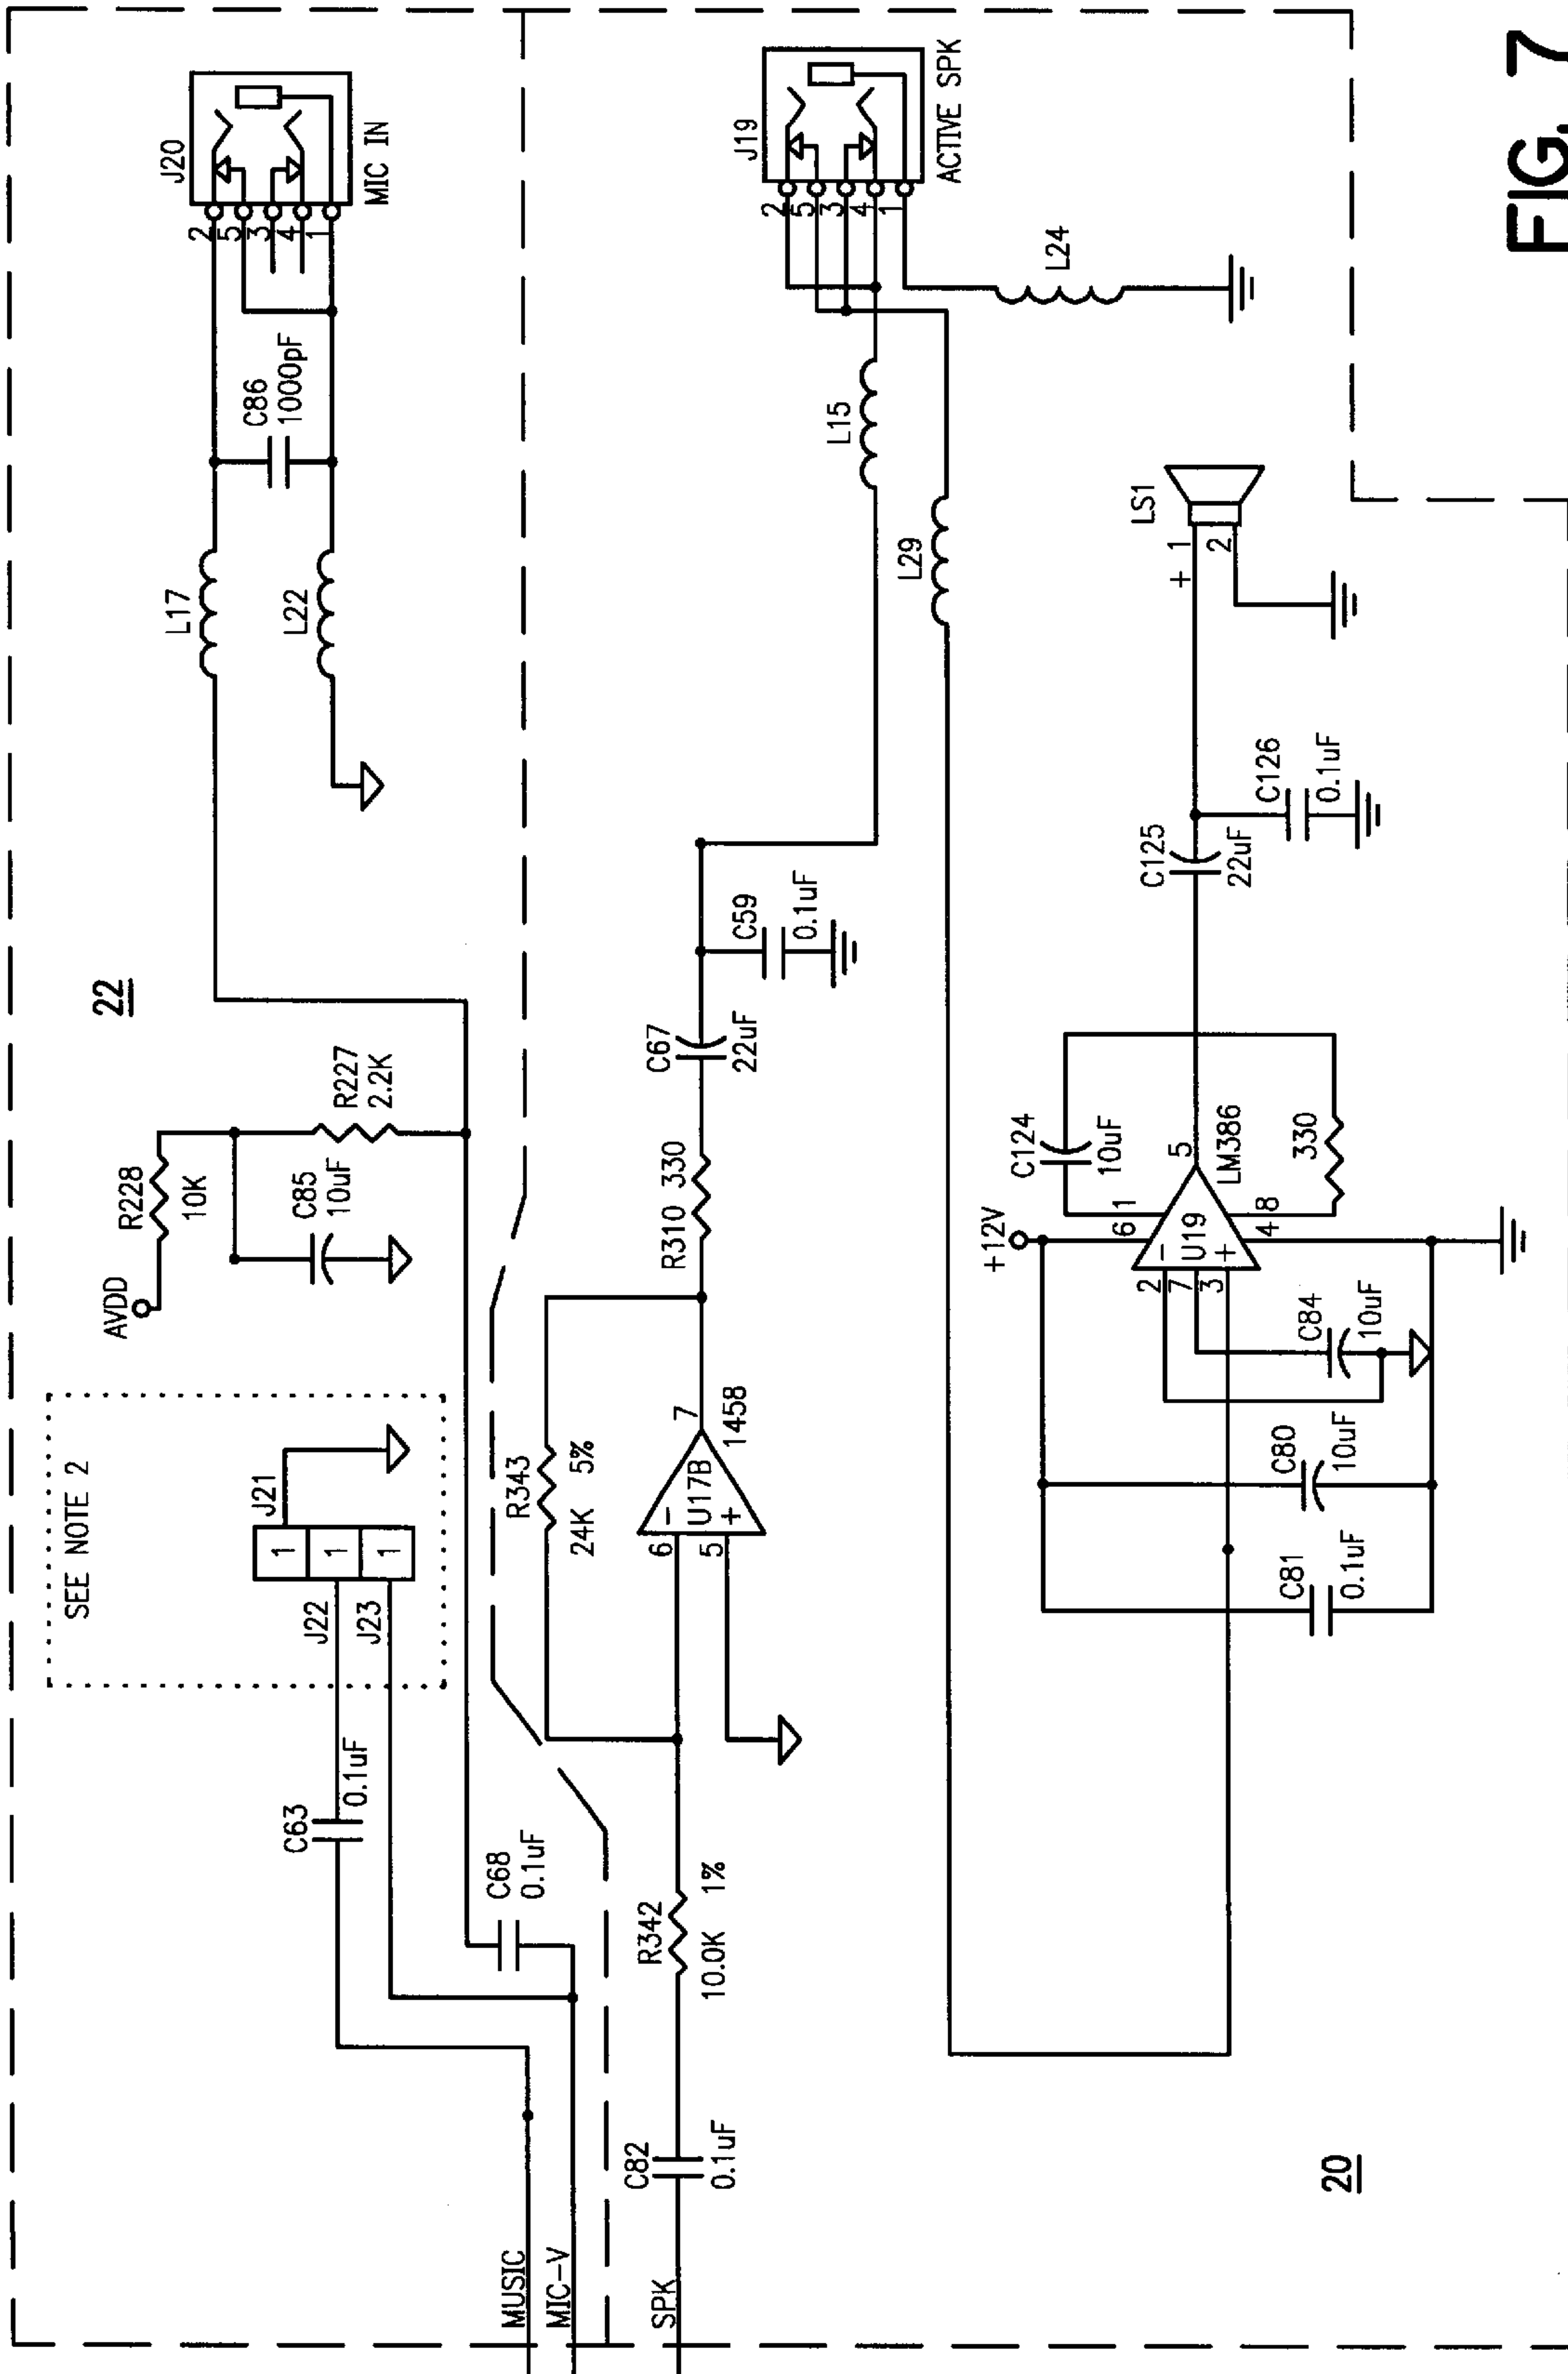 SEE NOTE 2
J21
1
1
1
J22
J23
C63
0.1uF
AVDD
R228
10K
C85
10uF
R227
2.2K
22
L17
L22
C86
1000pF
J20
2
5
3
4
1
MIC IN
C68
0.1uF
MUSIC
MIC-V
SPK
C82
0.1uF
R342
10.0K 1%
R343
24K 5%
6
5
-
+
U17B
7
1458
R310 330
C67
22uF
C59
0.1uF
L15
L29
J19
2
5
3
4
1
ACTIVE SPK
L24
+12V
C81
0.1uF
C80
10uF
C84
10uF
2
7
3
-
U19
+
6
1
4
8
5
LM386
C124
10uF
330
C125
22uF
C126
0.1uF
LS1
+ 1
2
20
FIG. 7